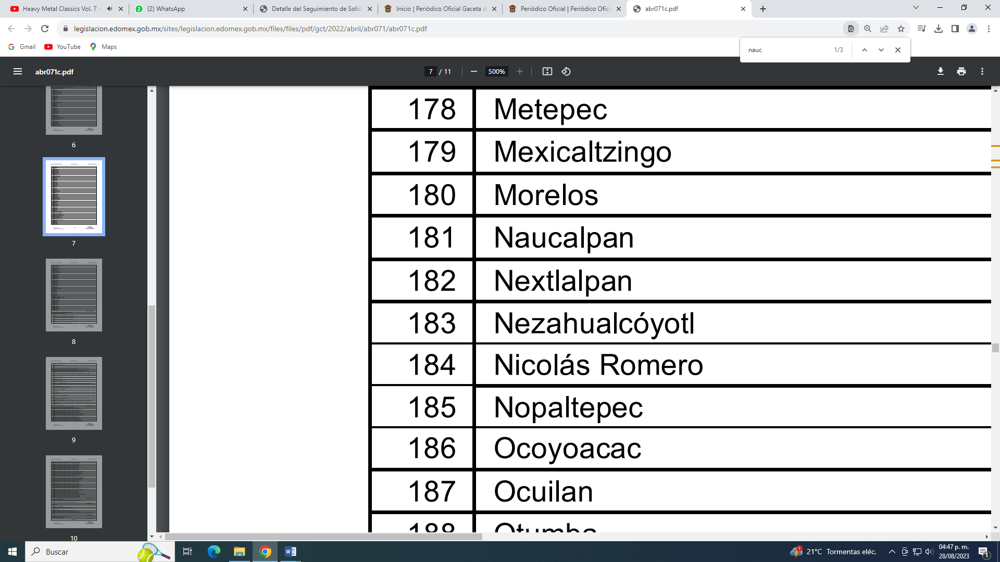 Heavy Metal Classics Vol. 7 -
(2) WhatsApp
Detalle del Seguimiento de Solici
Inicio | Periódico Oficial Gaceta d
Periódico Oficial | Periódico Ofici
abr071c.pdf
legislacion.edomex.gob.mx/sites/legislacion.edomex.gob.mx/files/files/pdf/gct/2022/abril/abr071/abr071c.pdf
Gmail
YouTube
Maps
nauc
1/3
abr071c.pdf
7 / 11
500%
6
7
8
9
10
178 Metepec
179 Mexicaltzingo
180 Morelos
181 Naucalpan
182 Nextlalpan
183 Nezahualcóyotl
184 Nicolás Romero
185 Nopaltepec
186 Ocoyoacac
187 Ocuilan
188 Otumba
Buscar
1
21°C Tormentas eléc.
04:47 p. m.
28/08/2023
1